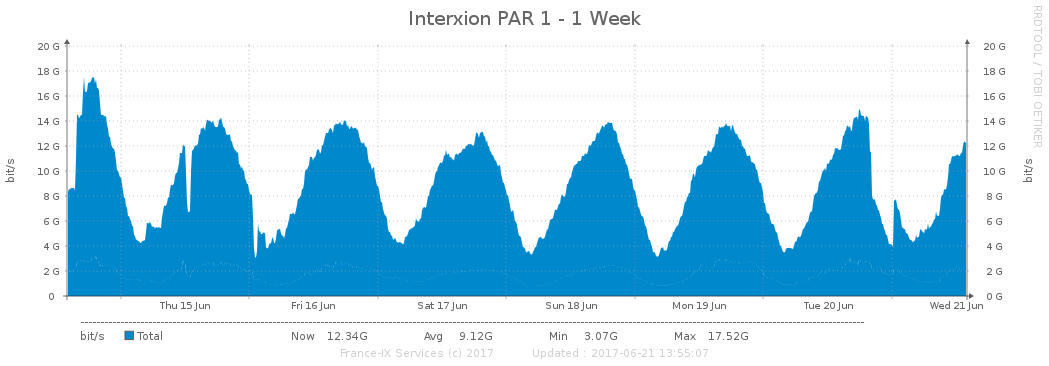 Interxion PAR 1 - 1 Week
RRDTOOL / TOBI OETIKER
bit/s
20 G 20 G
18 G 18 G
16 G 16 G
14 G 14 G
12 G 12 G
10 G 10 G
8 G 8 G
6 G 6 G
4 G 4 G
2 G 2 G
0 0 G
bit/s
Thu 15 Jun Fri 16 Jun Sat 17 Jun Sun 18 Jun Mon 19 Jun Tue 20 Jun Wed 21 Jun
bit/s Total Now 12.34G Avg 9.12G Min 3.07G Max 17.52G
France-IX Services (c) 2017 Updated : 2017-06-21 13:55:07